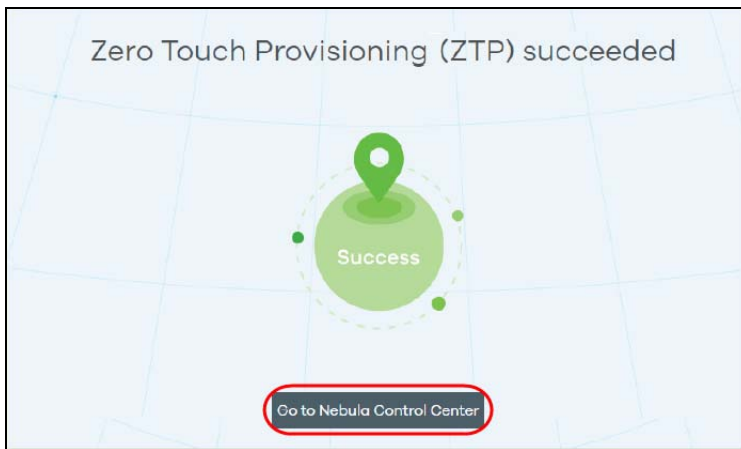 Zero Touch Provisioning (ZTP) succeeded
Success
Go to Nebula Control Center